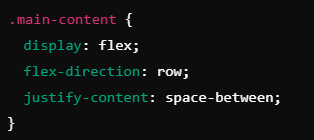 .main-content {
  display: flex;
  flex-direction: row;
  justify-content: space-between;
}